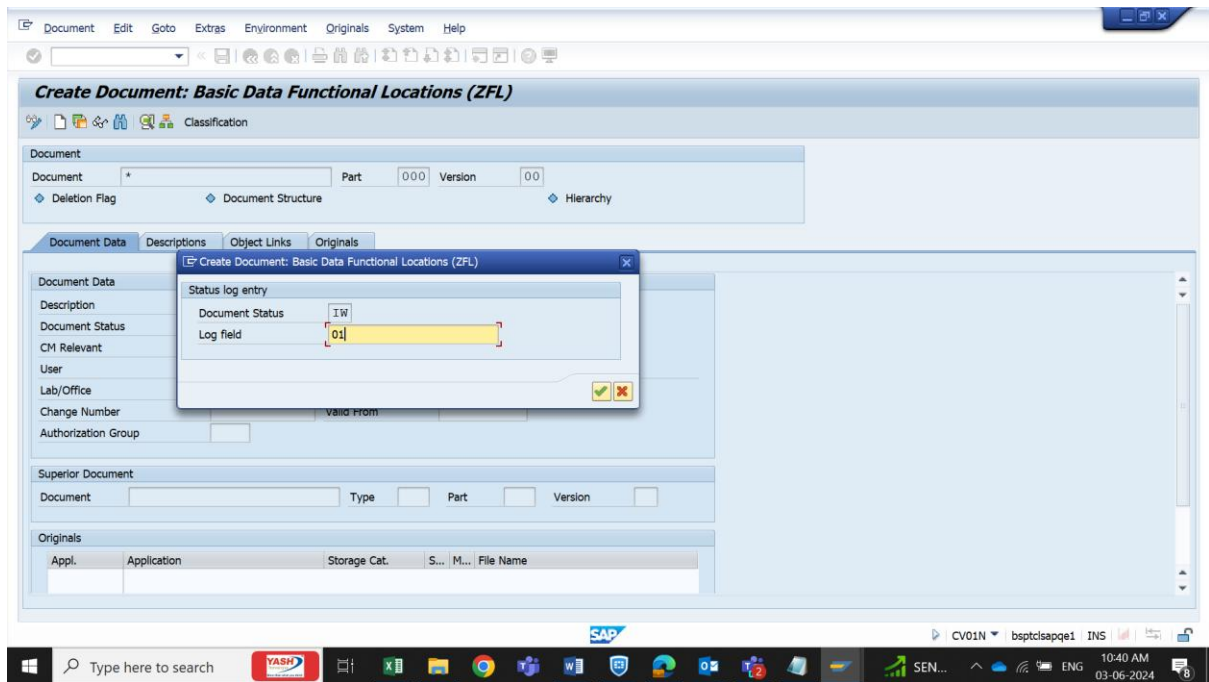 Document Edit Goto Extras Environment Originals System Help
Create Document: Basic Data Functional Locations (ZFL)
Classification
Document
Document * Part 000 Version 00
Deletion Flag Document Structure Hierarchy
Document Data Descriptions Object Links Originals
Create Document: Basic Data Functional Locations (ZFL)
Document Data
Status log entry
Description
Document Status IW
Document Status
Log field 01
CM Relevant
User
Lab/Office
Change Number Valid From
Authorization Group
Superior Document
Document Type Part Version
Originals
Appl. Application Storage Cat. S... M... File Name
SAP CV01N bsptclsapqe1 INS
Type here to search YASH SEN... ENG 10:40 AM
03-06-2024 8